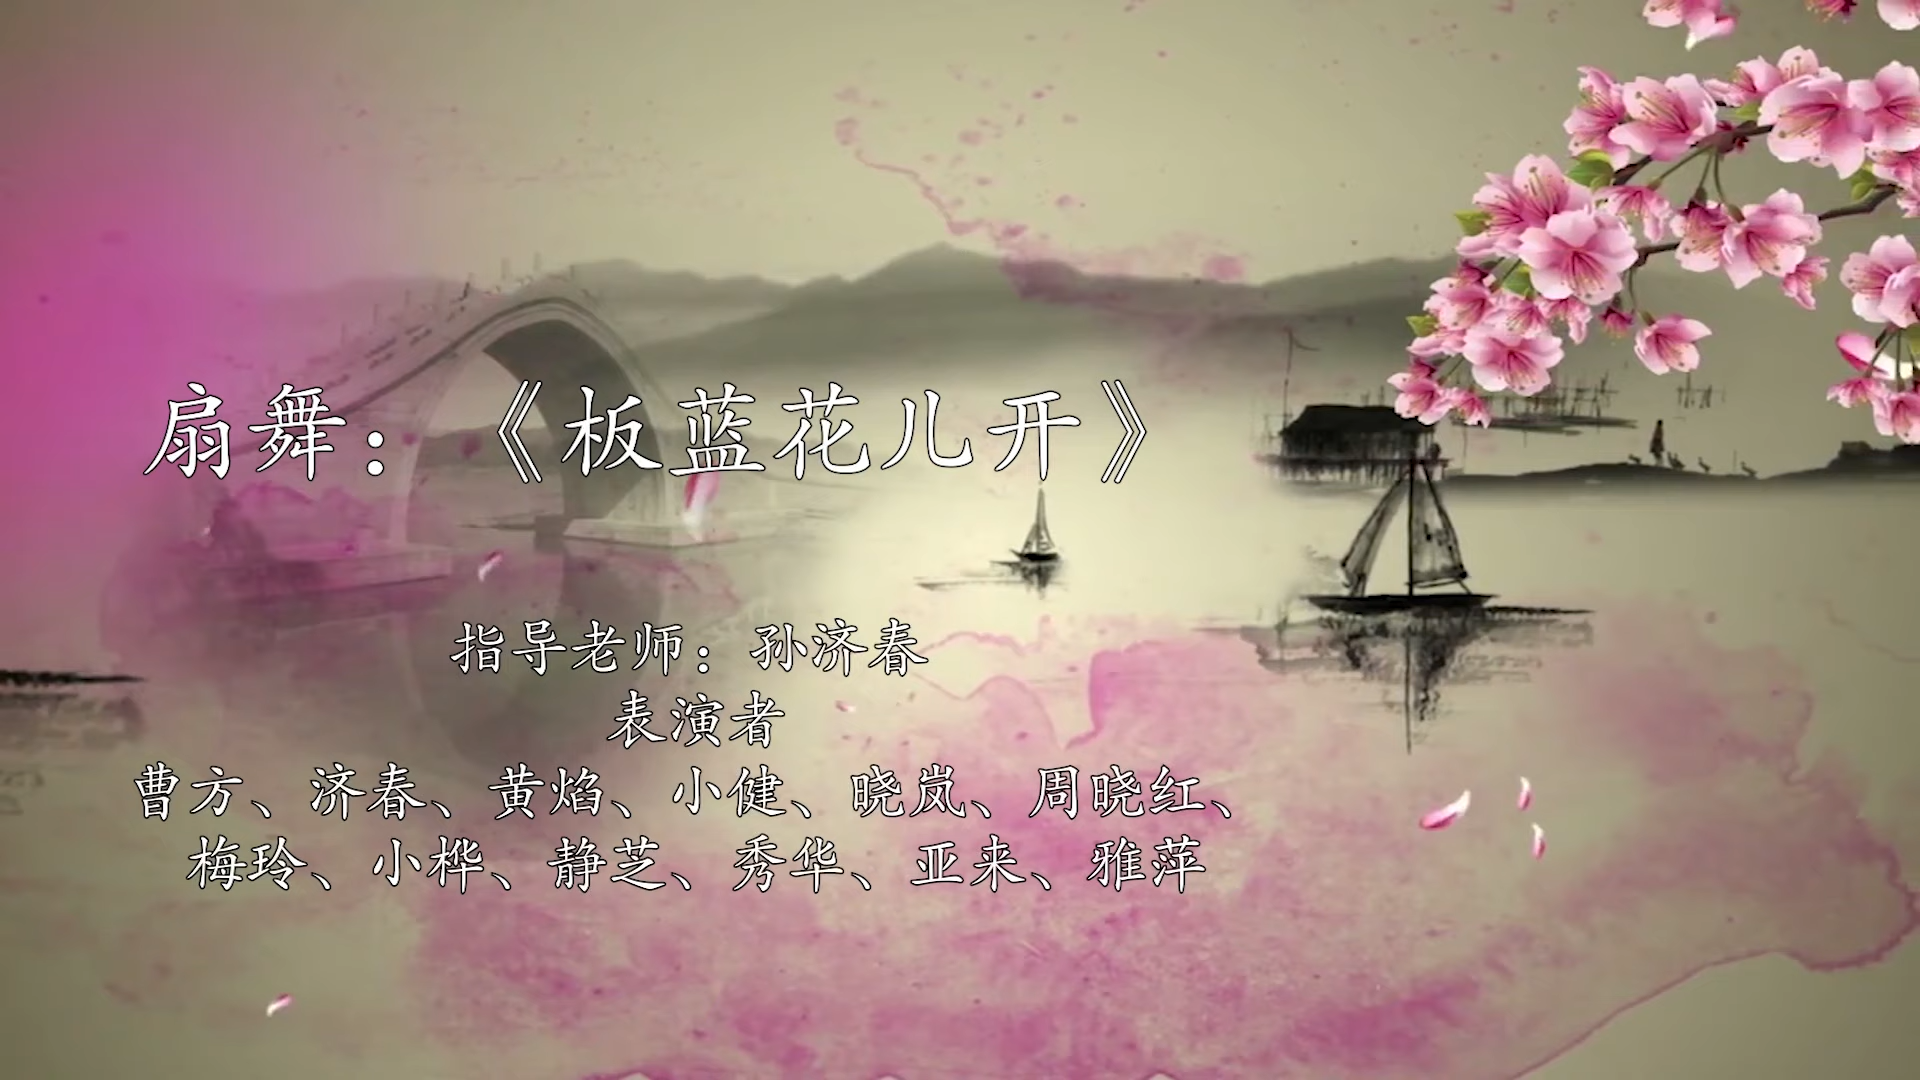 扇舞：《板蓝花儿开》
指导老师：孙济春
表演者
曹方、济春、黄焰、小健、晓岚、周晓红、
梅玲、小桦、静芝、秀华、亚来、雅萍